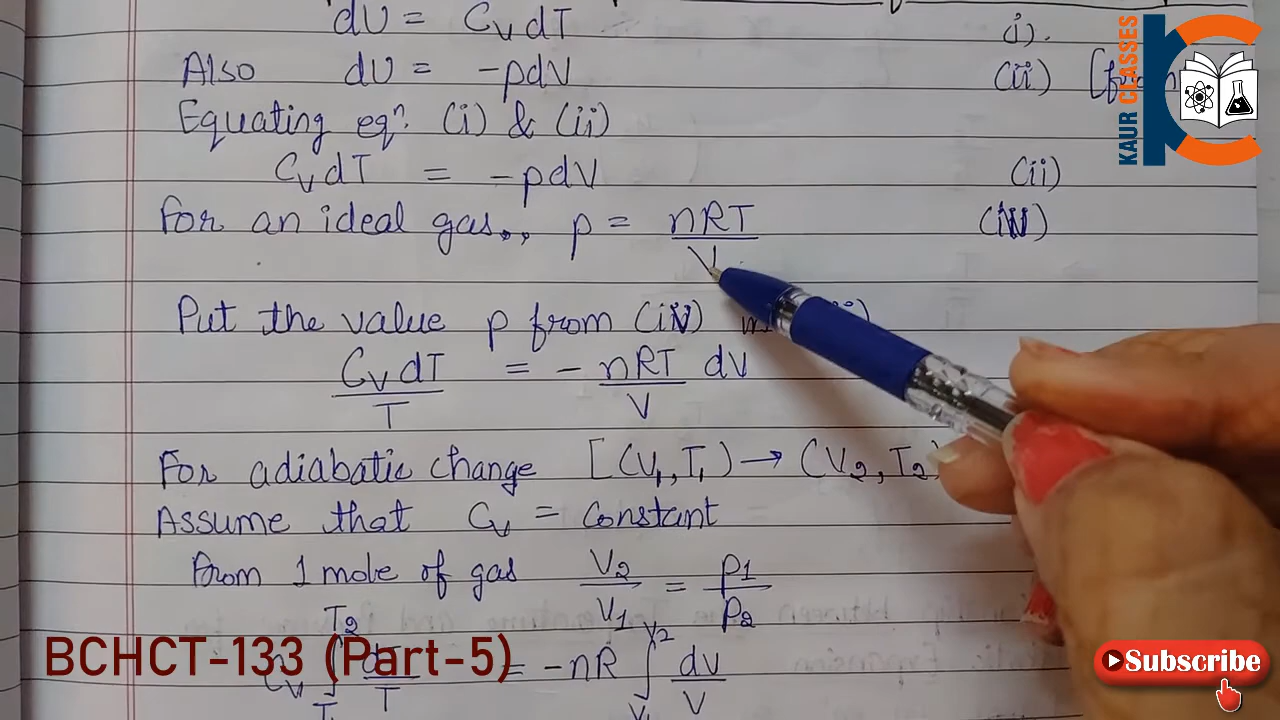 dU = CvdT (i).
Also dU = -pdV (ii)
Equating eqn. (i) & (ii)
CvdT = -pdV (ii)
For an ideal gas.,, p = nRT/V (iv)
Put the value p from (iv)
CvdT/T = - nRT/V dV
For adiabatic change [(V1, T1) → (V2, T2)
Assume that Cv = Constant
From 1 mole of gas V2/V1 = p1/p2
= -nR ∫ dv/V
BCHCT-133 (Part-5)
KAUR CLASSES
Subscribe